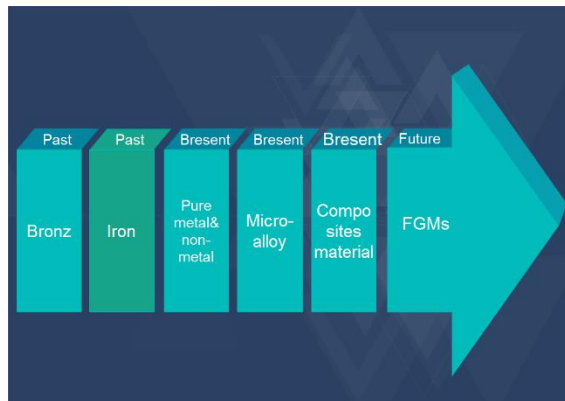 Past
Past
Bresent
Bresent
Bresent
Future
Bronz
Iron
Pure
metal&
non-
metal
Micro-
alloy
Compo
sites
material
FGMs